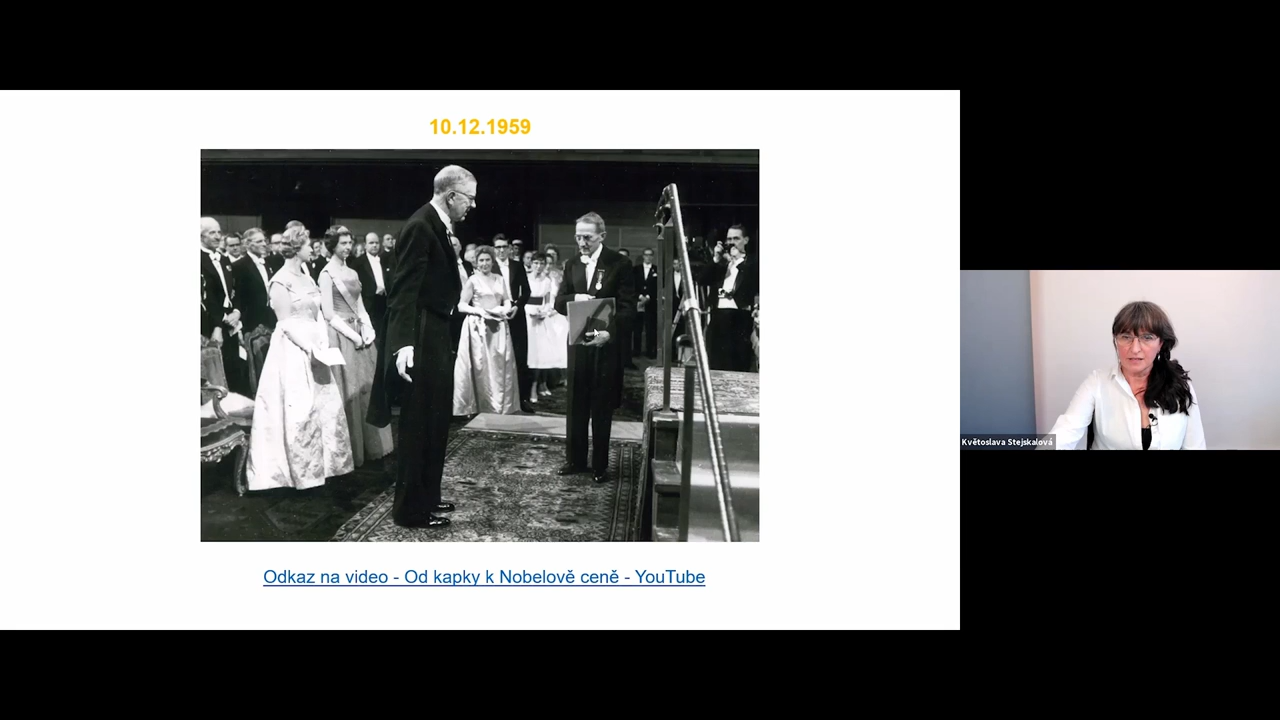 10.12.1959
Odkaz na video - Od kapky k Nobelově ceně - YouTube
Květoslava Stejskalová